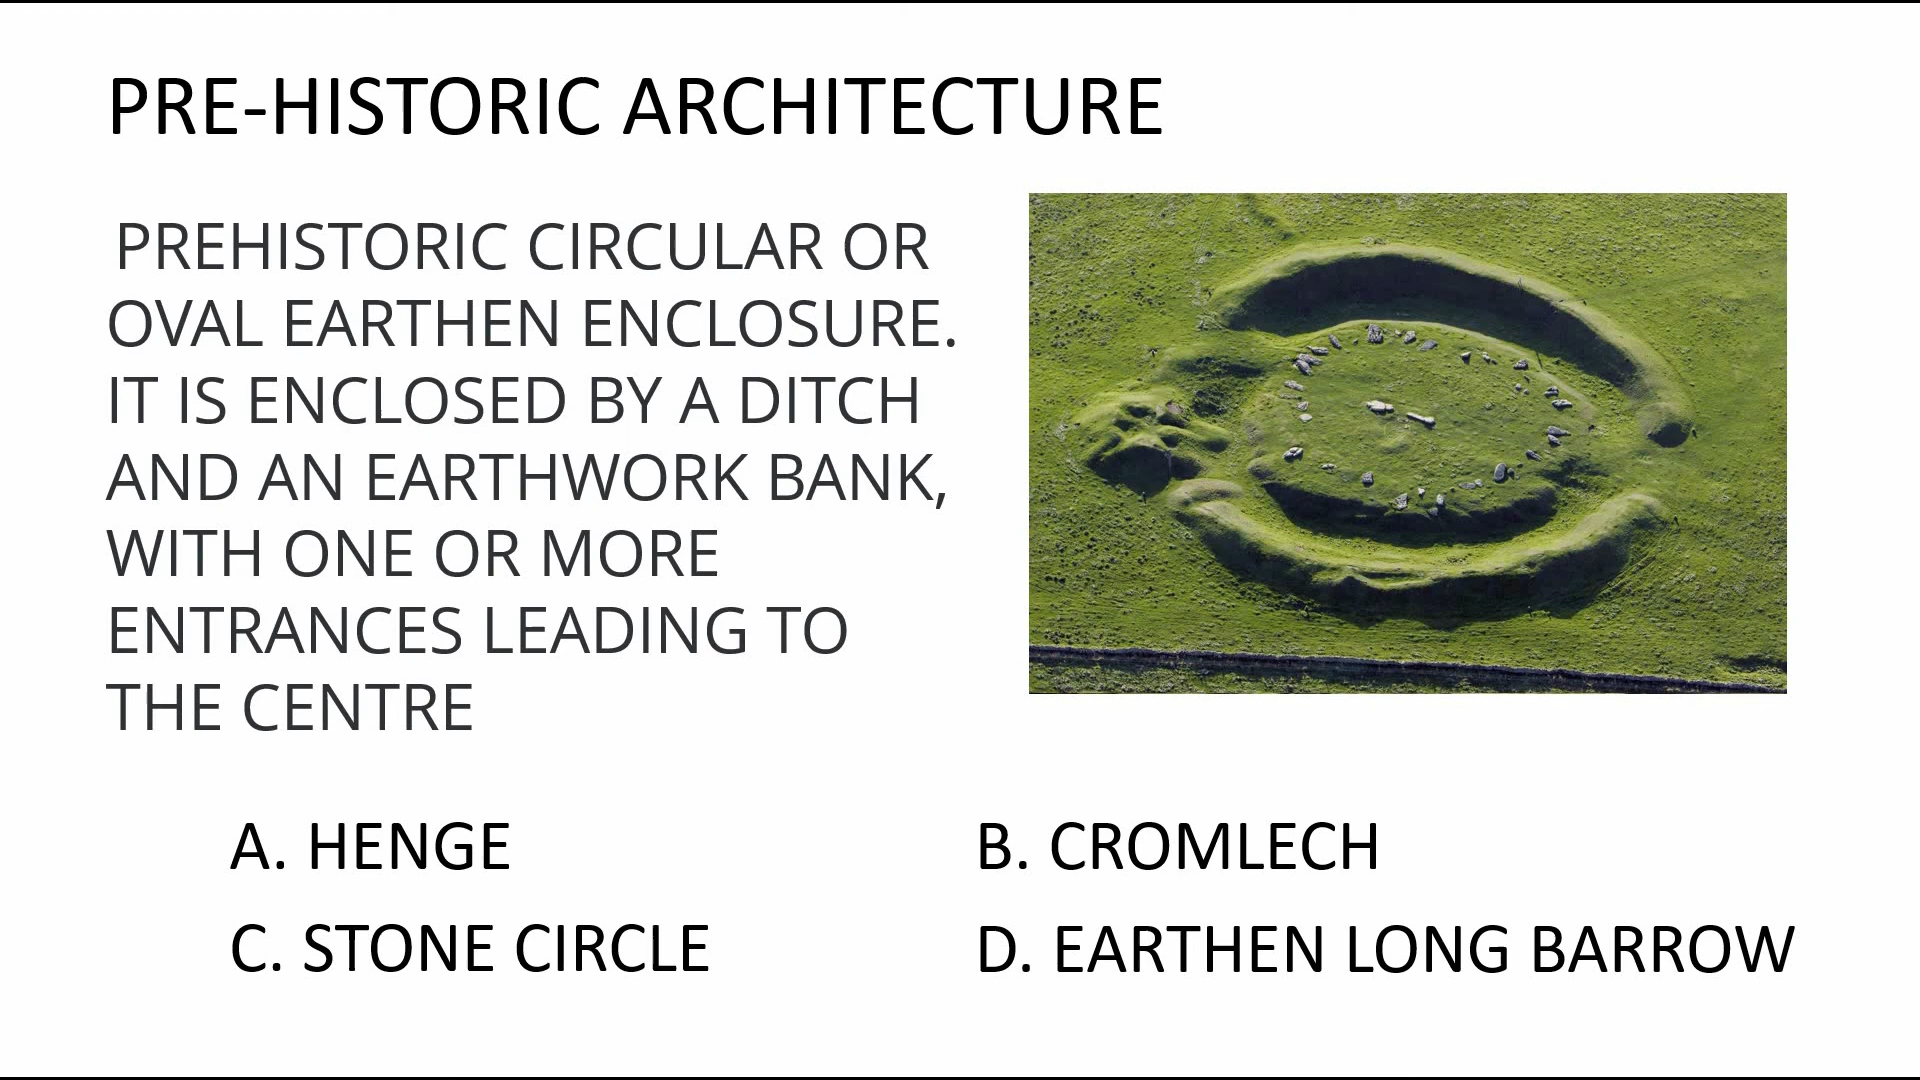 PRE-HISTORIC ARCHITECTURE
PREHISTORIC CIRCULAR OR
OVAL EARTHEN ENCLOSURE.
IT IS ENCLOSED BY A DITCH
AND AN EARTHWORK BANK,
WITH ONE OR MORE
ENTRANCES LEADING TO
THE CENTRE
A. HENGE
B. CROMLECH
C. STONE CIRCLE
D. EARTHEN LONG BARROW